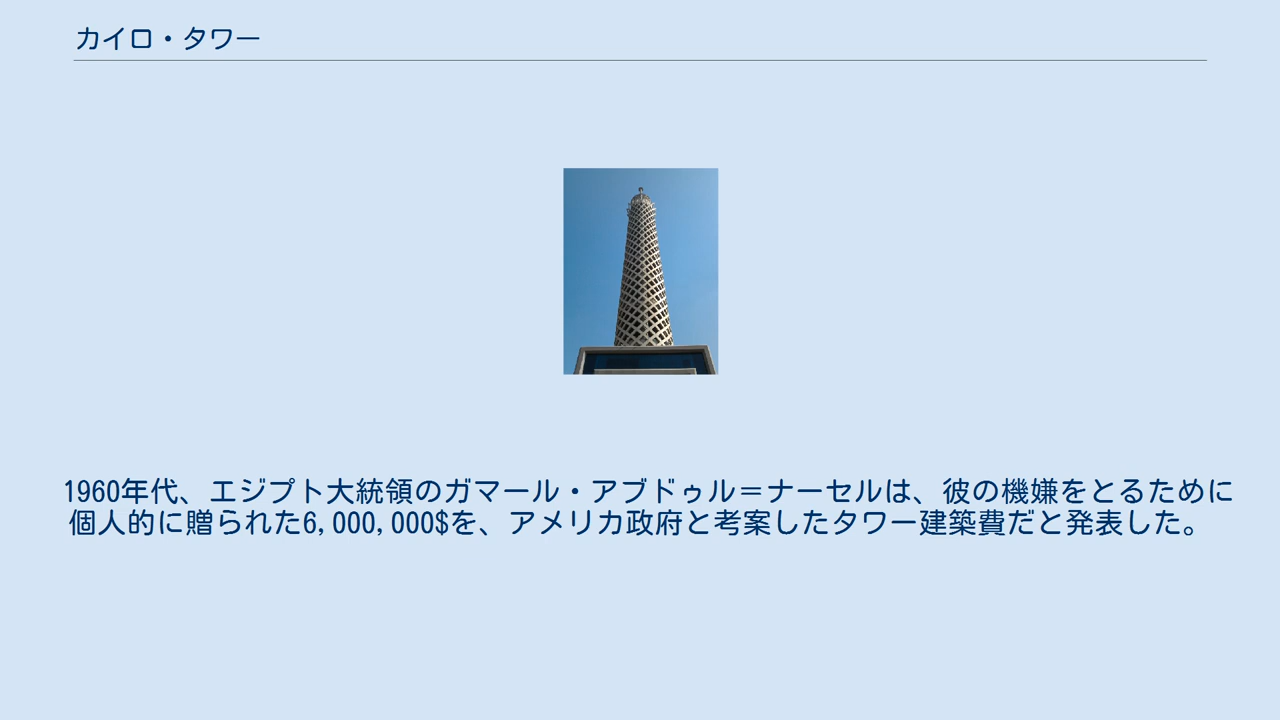 カイロ・タワー
1960年代、エジプト大統領のガマール・アブドゥル＝ナーセルは、彼の機嫌をとるために
個人的に贈られた6,000,000$を、アメリカ政府と考案したタワー建築費だと発表した。